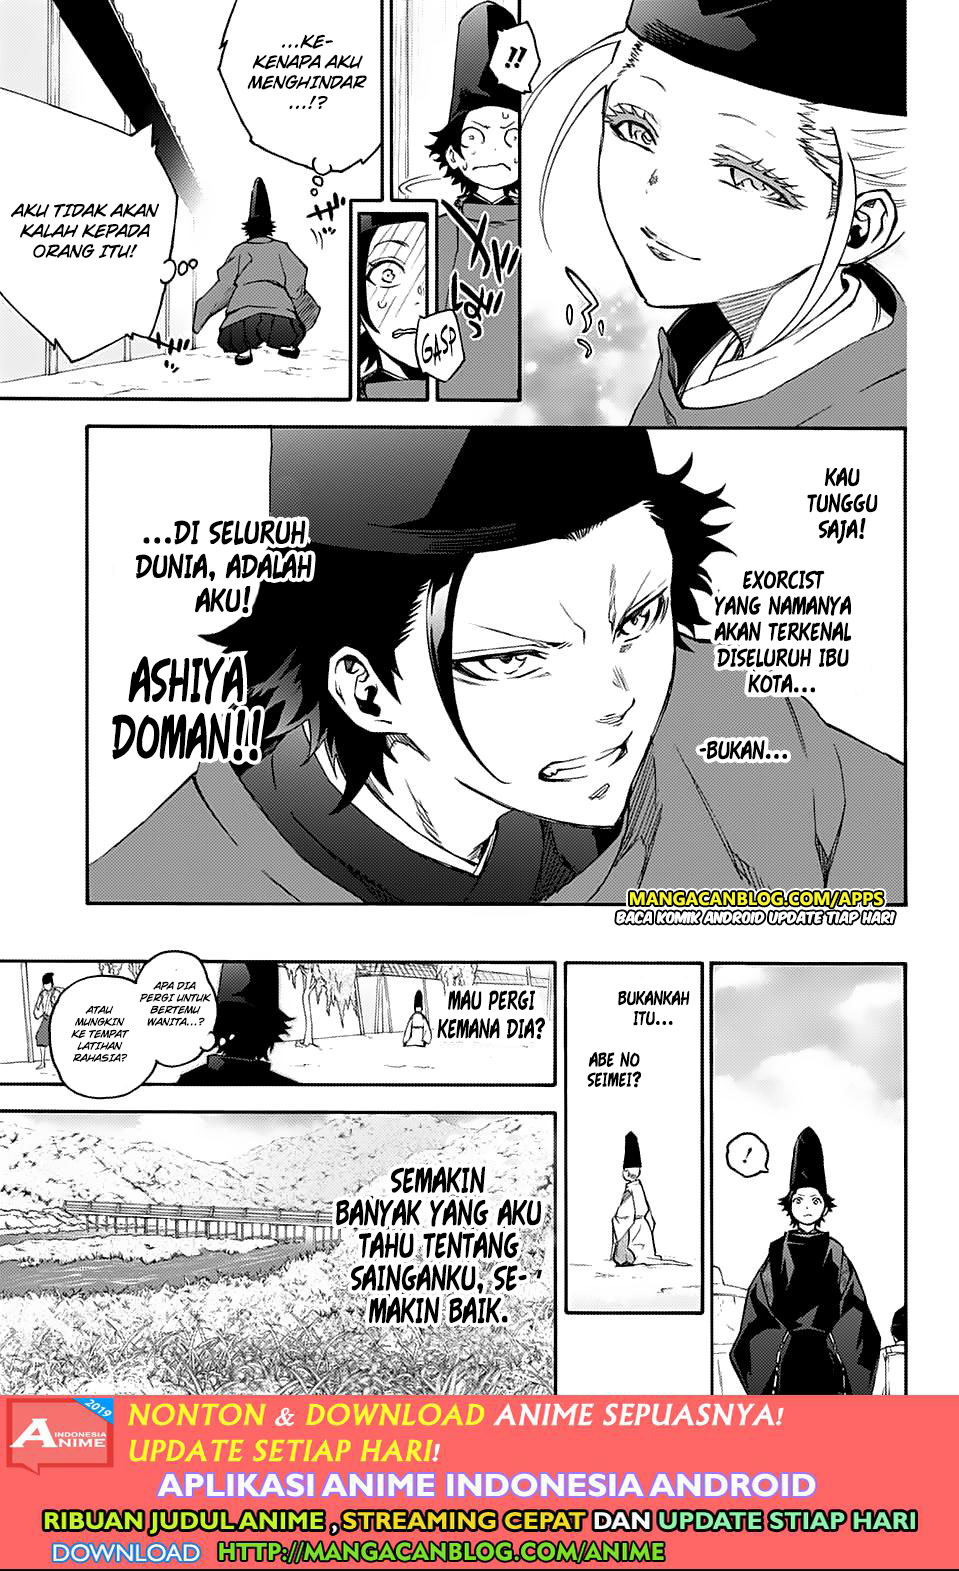 !!
...KE-
KENAPA AKU
MENGHINDAR
...!?
GASP
AKU TIDAK AKAN
KALAH KEPADA
ORANG ITU!
KAU
TUNGGU
SAJA!
EXORCIST
YANG NAMANYA
AKAN TERKENAL
DISELURUH IBU
KOTA...
-BUKAN...
...DI SELURUH
DUNIA, ADALAH
AKU!
ASHIYA
DOMAN!!
MANGACANBLOG.COM/APPS
BACA KOMIK ANDROID UPDATE TIAP HARI
!
BUKANKAH
ITU...
ABE NO
SEIMEI?
MAU PERGI
KEMANA DIA?
APA DIA
PERGI UNTUK
BERTEMU
WANITA...?
ATAU
MUNGKIN
KE TEMPAT
LATIHAN
RAHASIA?
SEMAKIN
BANYAK YANG AKU
TAHU TENTANG
SAINGANKU, SE-
MAKIN BAIK.
2019
INDONESIA
ANIME
NONTON & DOWNLOAD ANIME SEPUASNYA!
UPDATE SETIAP HARI!
APLIKASI ANIME INDONESIA ANDROID
RIBUAN JUDUL ANIME , STREAMING CEPAT DAN UPDATE STIAP HARI
DOWNLOAD HTTP://MANGACANBLOG.COM/ANIME